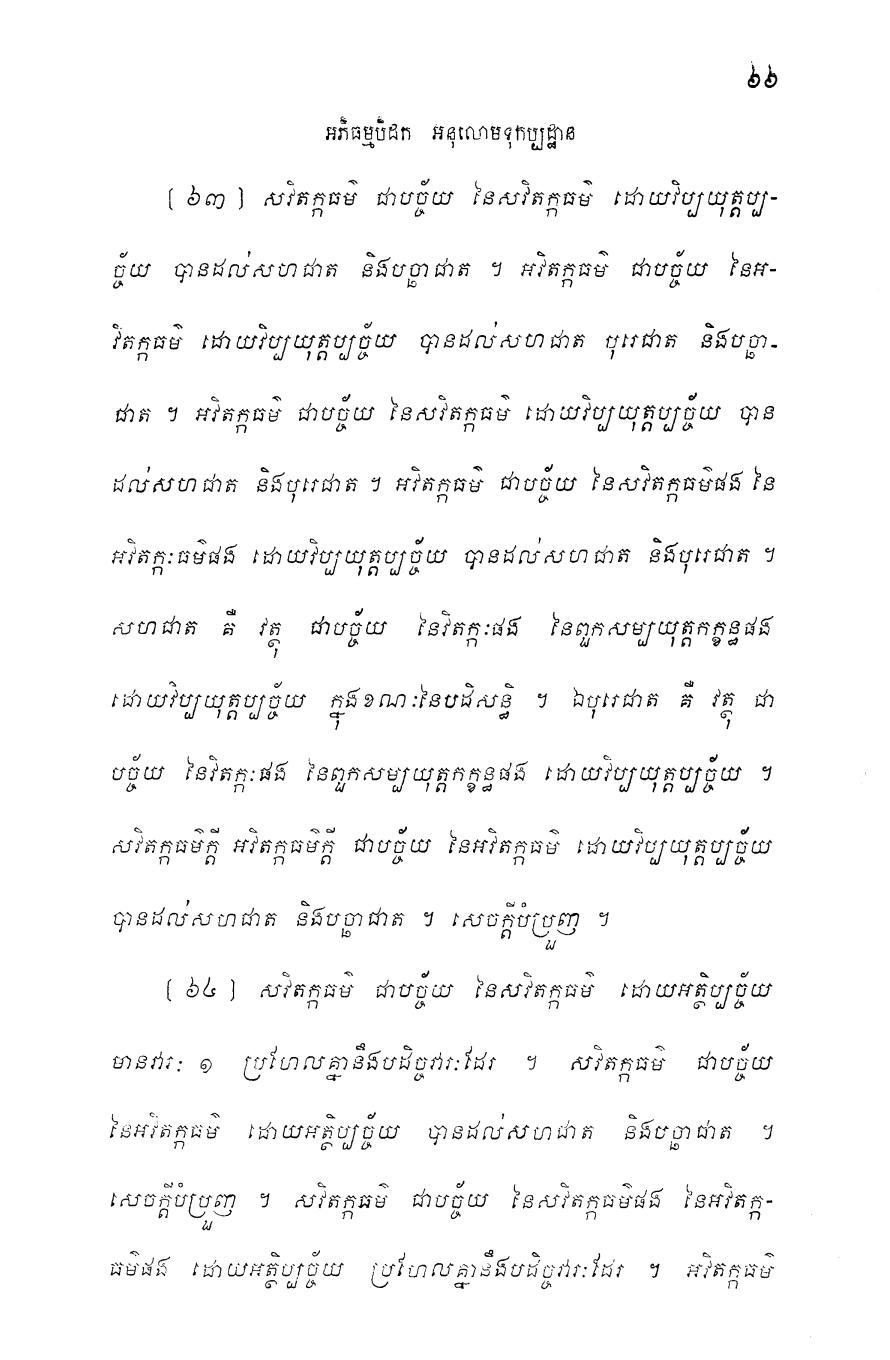 ៦៦
អភិធម្មបិដក អនុលោមទុកប្បដ្ឋាន
[ ៦៣ ] សវិតក្កធម៌ ជាបច្ច័យ នៃសវិតក្កធម៌ ដោយវិប្បយុត្តប្ប-
ច្ច័យ បានដល់សហជាត និងបច្ឆាជាត ។ អវិតក្កធម៌ ជាបច្ច័យ នៃអ-
វិតក្កធម៌ ដោយវិប្បយុត្តប្បច្ច័យ បានដល់សហជាត បុរេជាត និងបច្ឆា-
ជាត ។ អវិតក្កធម៌ ជាបច្ច័យ នៃសវិតក្កធម៌ ដោយវិប្បយុត្តប្បច្ច័យ បាន
ដល់សហជាត និងបុរេជាត ។ អវិតក្កធម៌ ជាបច្ច័យ នៃសវិតក្កធម៌ផង នៃ
អវិតក្កៈធម៌ផង ដោយវិប្បយុត្តប្បច្ច័យ បានដល់សហជាត និងបុរេជាត ។
សហជាត គឺ វត្ថុ ជាបច្ច័យ នៃវិតក្កៈផង នៃពួកសម្បយុត្តកក្ខន្ធផង
ដោយវិប្បយុត្តប្បច្ច័យ ក្នុងខណៈនៃបដិសន្ធិ ។ ឯបុរេជាត គឺ វត្ថុ ជា
បច្ច័យ នៃវិតក្កៈផង នៃពួកសម្បយុត្តកក្ខន្ធផង ដោយវិប្បយុត្តប្បច្ច័យ ។
សវិតក្កធម៌ក្តី អវិតក្កធម៌ក្តី ជាបច្ច័យ នៃអវិតក្កធម៌ ដោយវិប្បយុត្តប្បច្ច័យ
បានដល់សហជាត និងបច្ឆាជាត ។ សេចក្តីបំប្រួញ ។
[ ៦៤ ] សវិតក្កធម៌ ជាបច្ច័យ នៃសវិតក្កធម៌ ដោយអត្ថិប្បច្ច័យ
មានវារៈ ១ ប្រហែលគ្នានឹងបដិច្ចវារៈដែរ ។ សវិតក្កធម៌ ជាបច្ច័យ
នៃអវិតក្កធម៌ ដោយអត្ថិប្បច្ច័យ បានដល់សហជាត និងបច្ឆាជាត ។
សេចក្តីបំប្រួញ ។ សវិតក្កធម៌ ជាបច្ច័យ នៃសវិតក្កធម៌ផង នៃអវិតក្ក-
ធម៌ផង ដោយអត្ថិប្បច្ច័យ ប្រហែលគ្នានឹងបដិច្ចវារៈដែរ ។ អវិតក្កធម៌